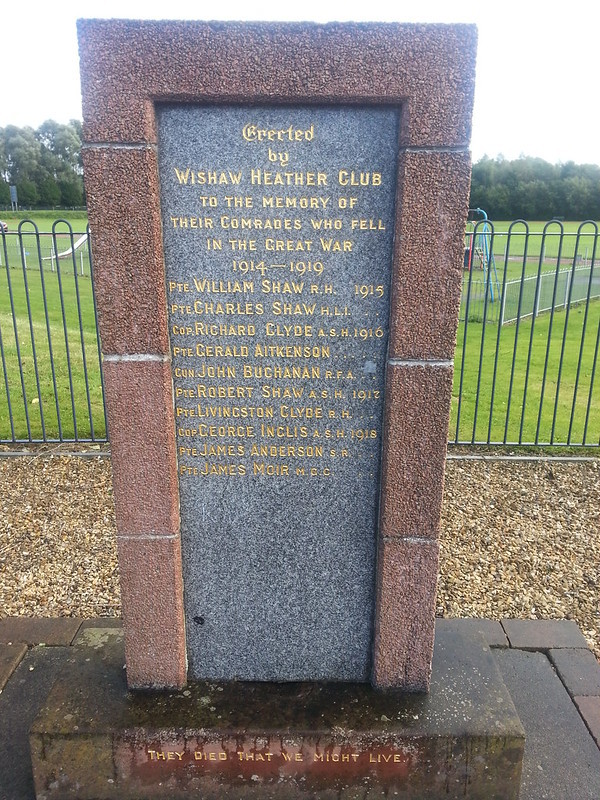 Erected
by
WISHAW HEATHER CLUB
TO THE MEMORY OF
THEIR COMRADES WHO FELL
IN THE GREAT WAR
1914—1919
PTE WILLIAM SHAW R.H. 1915
PTE CHARLES SHAW H.L.I. . .
COP. RICHARD CLYDE A.S.H. 1916
PTE GERALD AITKENSON . . .
GUN. JOHN BUCHANAN R.F.A.
PTE ROBERT SHAW A.S.H. 1917
PTE LIVINGSTON CLYDE R.H.
COP. GEORGE INGLIS A.S.H. 1918
PTE JAMES ANDERSON S.R.
PTE JAMES MOIR M.G.C.
THEY DIED THAT WE MIGHT LIVE.